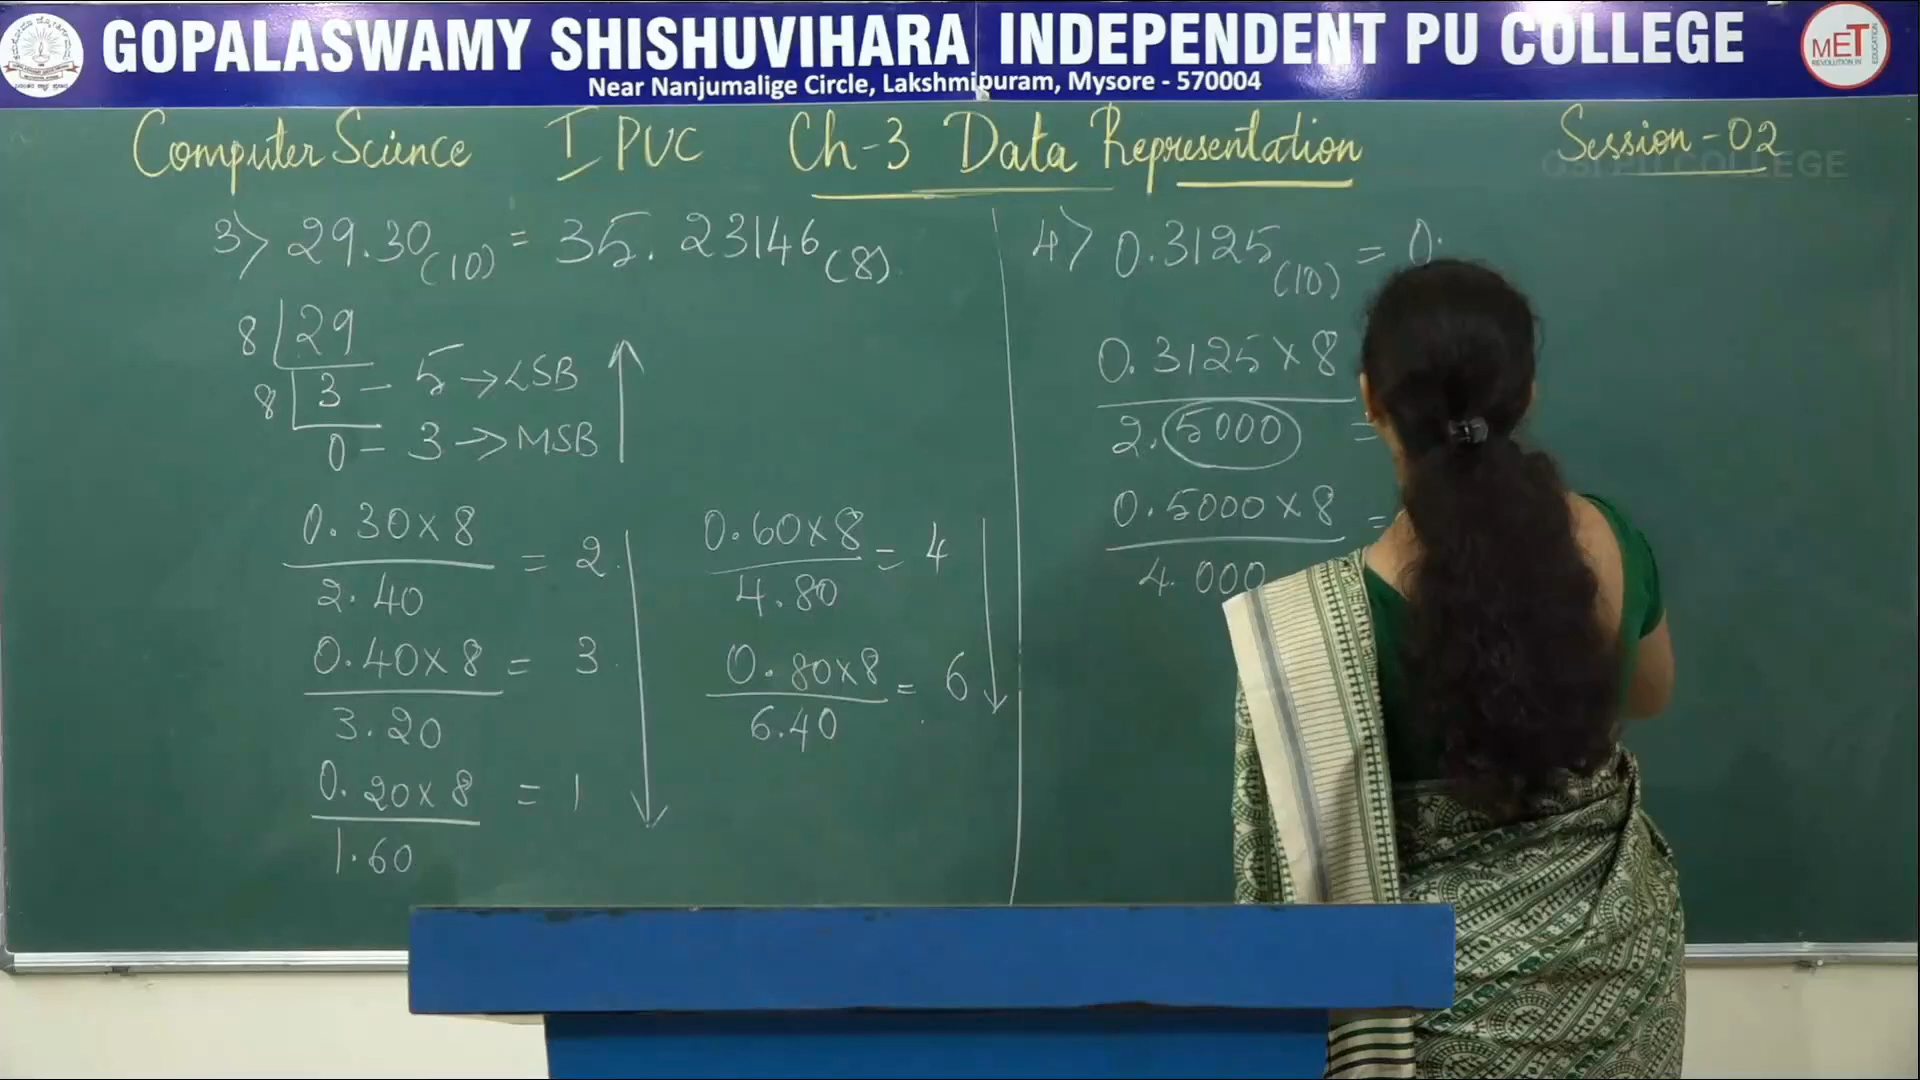 GOPALASWAMY SHISHUVIHARA INDEPENDENT PU COLLEGE
Near Nanjumalige Circle, Lakshmipuram, Mysore - 570004
MET
REVOLUTION IN EDUCATION
Computer Science I PUC Ch-3 Data Representation Session-02
3> 29.30(10) = 35.23146(8)
8 29
8 3 - 5 → LSB
0 - 3 → MSB
0.30 x 8
= 2
2.40
0.40 x 8 = 3
3.20
0.20 x 8 = 1
1.60
0.60 x 8 = 4
4.80
0.80 x 8 = 6
6.40
4> 0.3125(10) = 0.
0.3125 x 8
2.5000 =
0.5000 x 8 =
4.000